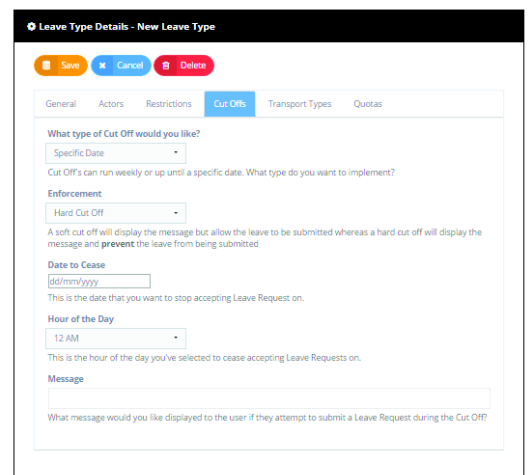 Leave Type Details - New Leave Type
Save Cancel Delete
General Actors Restrictions Cut Offs Transport Types Quotas
What type of Cut Off would you like?
Specific Date
Cut Off's can run weekly or up until a specific date. What type do you want to implement?
Enforcement
Hard Cut Off
A soft cut off will display the message but allow the leave to be submitted whereas a hard cut off will display the
message and prevent the leave from being submitted
Date to Cease
dd/mm/yyyy
This is the date that you want to stop accepting Leave Request on.
Hour of the Day
12 AM
This is the hour of the day you've selected to cease accepting Leave Requests on.
Message
What message would you like displayed to the user if they attempt to submit a Leave Request during the Cut Off?